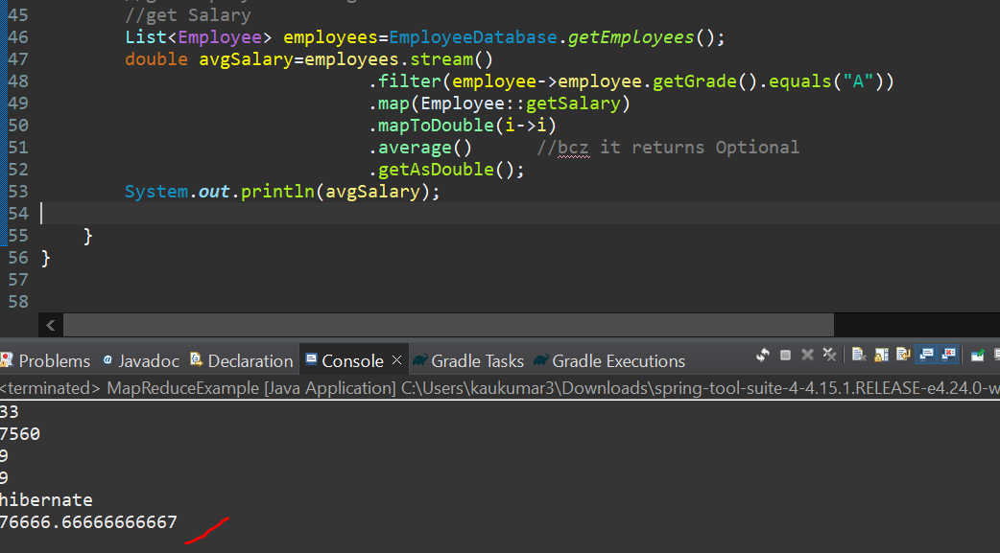 45 //get Salary
46 List<Employee> employees=EmployeeDatabase.getEmployees();
47 double avgSalary=employees.stream()
48 .filter(employee->employee.getGrade().equals("A"))
49 .map(Employee::getSalary)
50 .mapToDouble(i->i)
51 .average() //bcz it returns Optional
52 .getAsDouble();
53 System.out.println(avgSalary);
54
55 }
56 }
57
58
Problems @ Javadoc Declaration Console × Gradle Tasks Gradle Executions
<terminated> MapReduceExample [Java Application] C:\Users\kaukumar3\Downloads\spring-tool-suite-4-4.15.1.RELEASE-e4.24.0-w
33
7560
9
9
hibernate
76666.66666666667